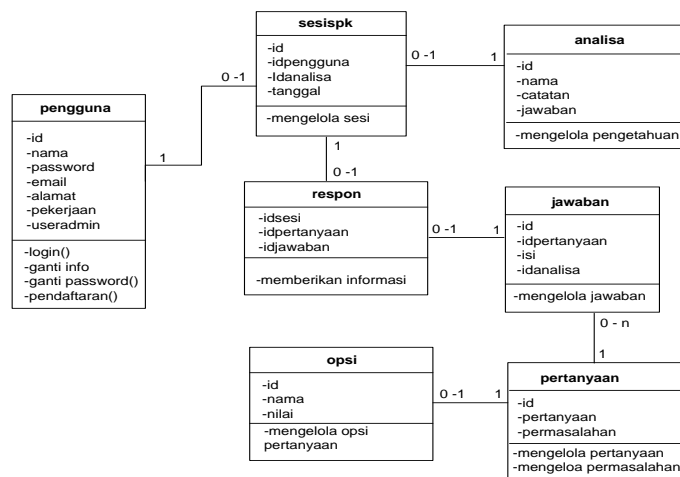 sesispk
-id
-idpengguna
-Idanalisa
-tanggal
-mengelola sesi
analisa
-id
-nama
-catatan
-jawaban
-mengelola pengetahuan
0 -1
1
0 -1
1
pengguna
-id
-nama
-password
-email
-alamat
-pekerjaan
-useradmin
-login()
-ganti info
-ganti password()
-pendaftaran()
1
0 -1
respon
-idsesi
-idpertanyaan
-idjawaban
-memberikan informasi
0 -1
1
jawaban
-id
-idpertanyaan
-isi
-idanalisa
-mengelola jawaban
0 - n
1
opsi
-id
-nama
-nilai
-mengelola opsi
pertanyaan
0 -1
1
pertanyaan
-id
-pertanyaan
-permasalahan
-mengelola pertanyaan
-mengeloa permasalahan